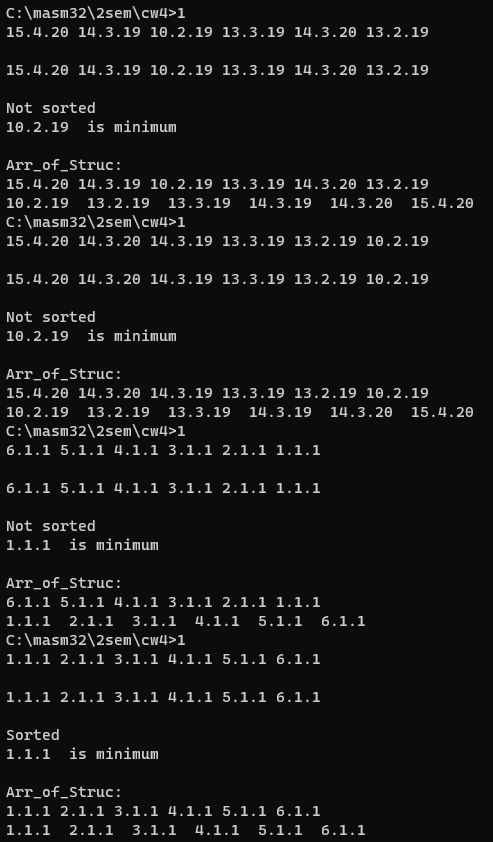 C:\masm32\2sem\cw4>1
15.4.20 14.3.19 10.2.19 13.3.19 14.3.20 13.2.19
15.4.20 14.3.19 10.2.19 13.3.19 14.3.20 13.2.19
Not sorted
10.2.19  is minimum
Arr_of_Struc:
15.4.20 14.3.19 10.2.19 13.3.19 14.3.20 13.2.19
10.2.19  13.2.19  13.3.19  14.3.19  14.3.20  15.4.20
C:\masm32\2sem\cw4>1
15.4.20 14.3.20 14.3.19 13.3.19 13.2.19 10.2.19
15.4.20 14.3.20 14.3.19 13.3.19 13.2.19 10.2.19
Not sorted
10.2.19  is minimum
Arr_of_Struc:
15.4.20 14.3.20 14.3.19 13.3.19 13.2.19 10.2.19
10.2.19  13.2.19  13.3.19  14.3.19  14.3.20  15.4.20
C:\masm32\2sem\cw4>1
6.1.1 5.1.1 4.1.1 3.1.1 2.1.1 1.1.1
6.1.1 5.1.1 4.1.1 3.1.1 2.1.1 1.1.1
Not sorted
1.1.1  is minimum
Arr_of_Struc:
6.1.1 5.1.1 4.1.1 3.1.1 2.1.1 1.1.1
1.1.1  2.1.1  3.1.1  4.1.1  5.1.1  6.1.1
C:\masm32\2sem\cw4>1
1.1.1 2.1.1 3.1.1 4.1.1 5.1.1 6.1.1
1.1.1 2.1.1 3.1.1 4.1.1 5.1.1 6.1.1
Sorted
1.1.1  is minimum
Arr_of_Struc:
1.1.1 2.1.1 3.1.1 4.1.1 5.1.1 6.1.1
1.1.1  2.1.1  3.1.1  4.1.1  5.1.1  6.1.1